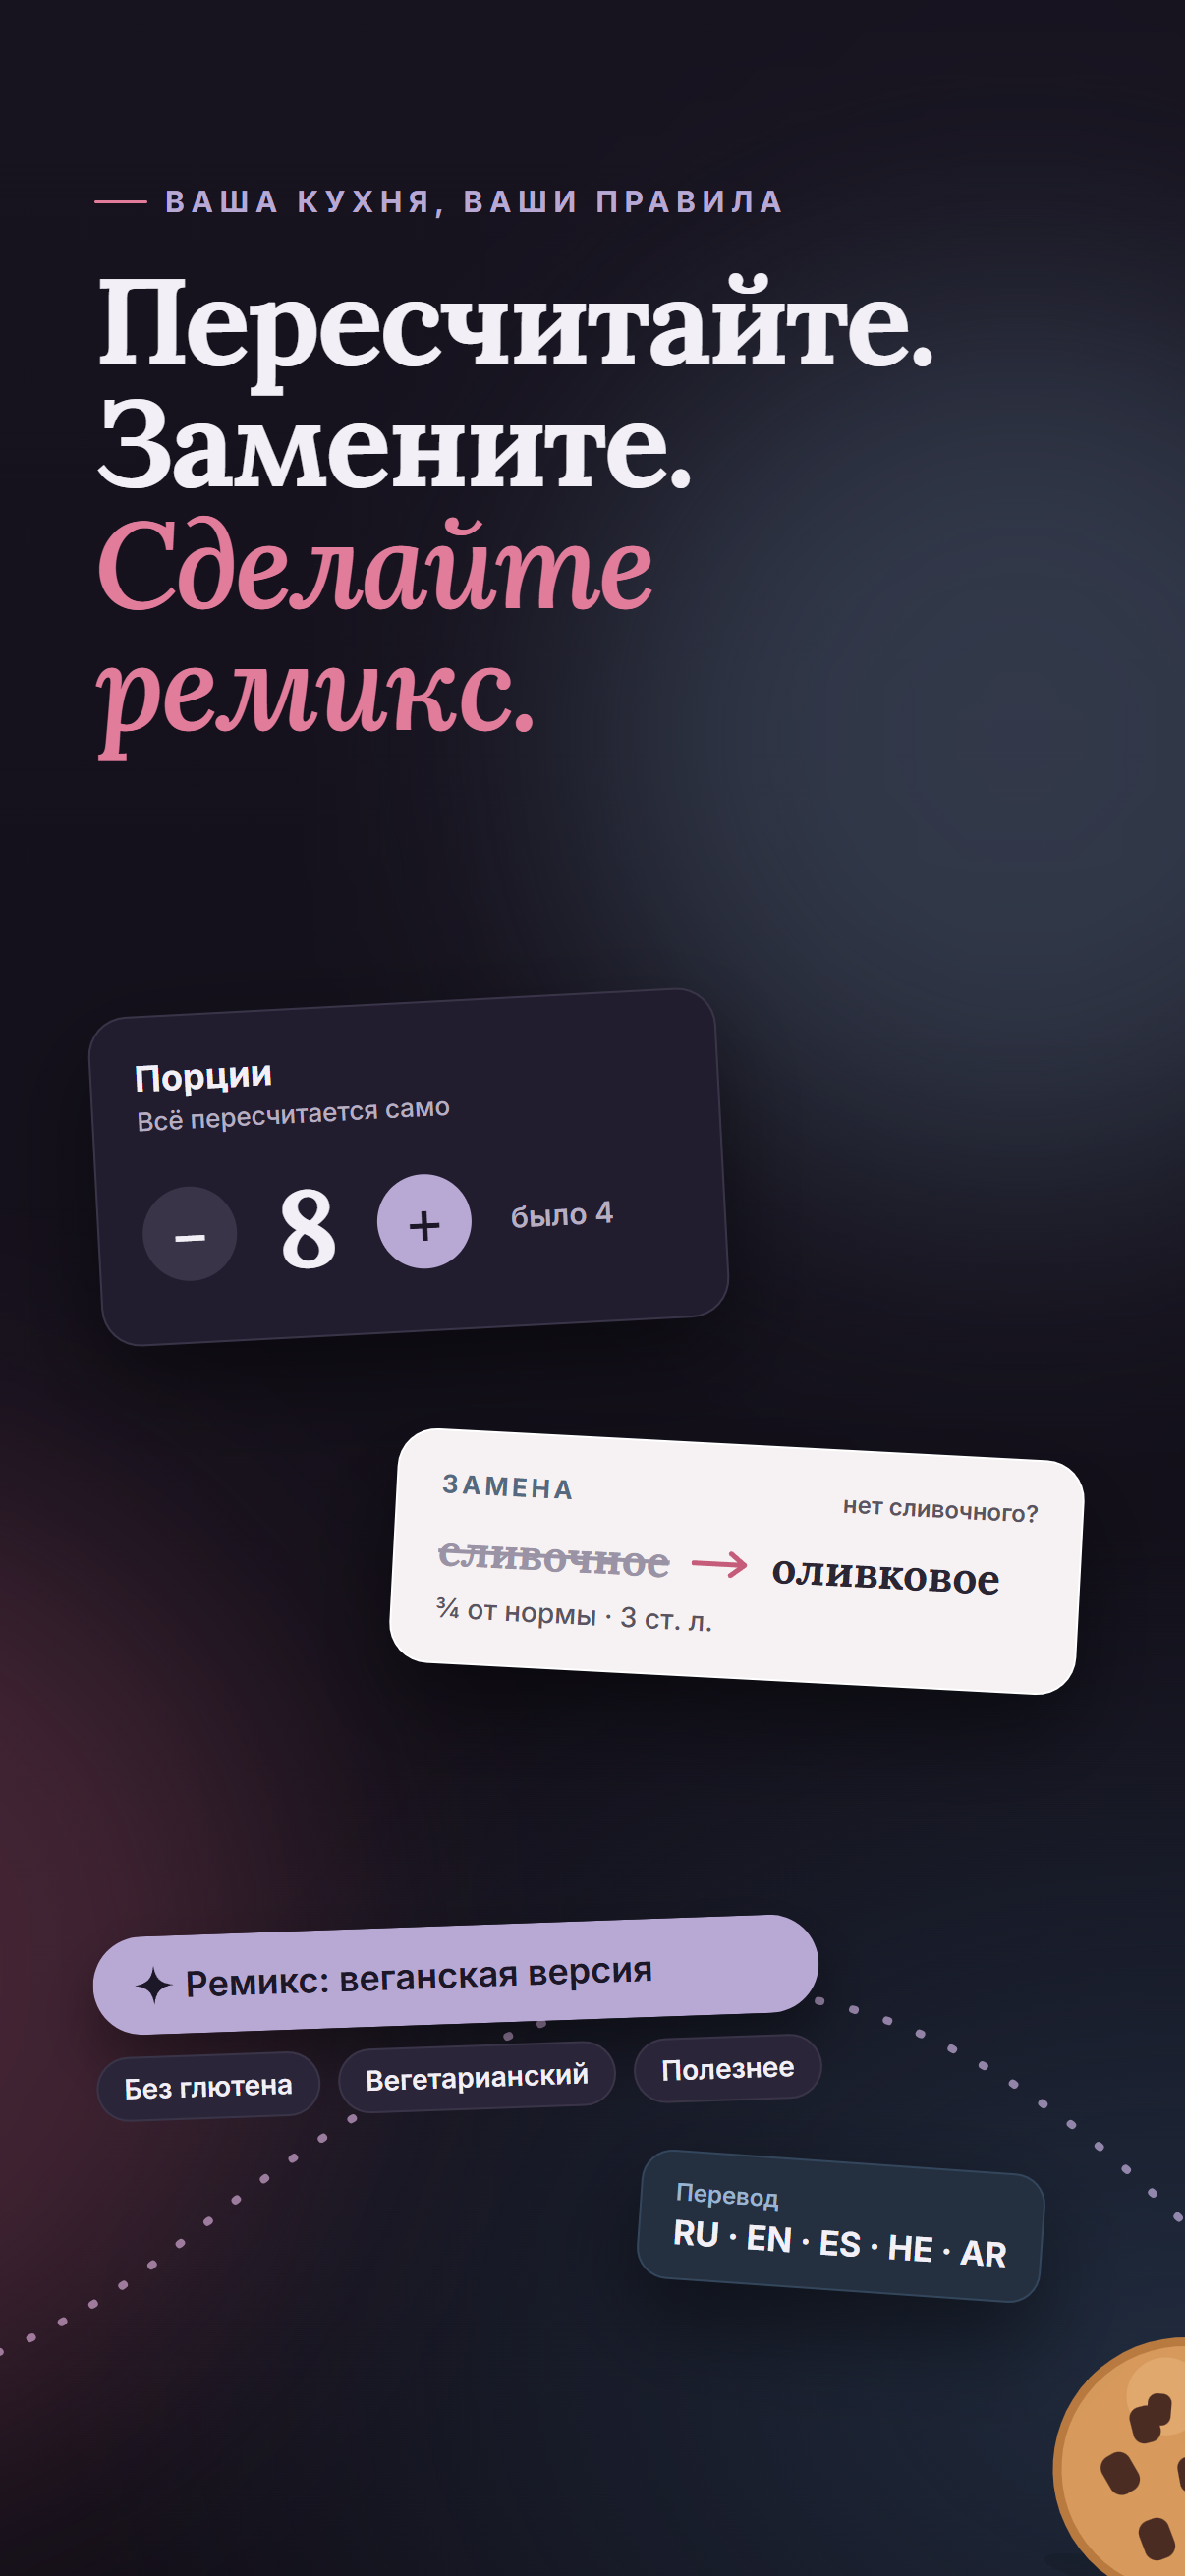 ВАША КУХНЯ, ВАШИ ПРАВИЛА
Пересчитайте.
Замените.
Сделайте
ремикс.
Порции
Всё пересчитается само
– 8 + было 4
ЗАМЕНА
нет сливочного?
сливочное → оливковое
¾ от нормы · 3 ст. л.
Ремикс: веганская версия
Без глютена
Вегетарианский
Полезнее
Перевод
RU · EN · ES · HE · AR